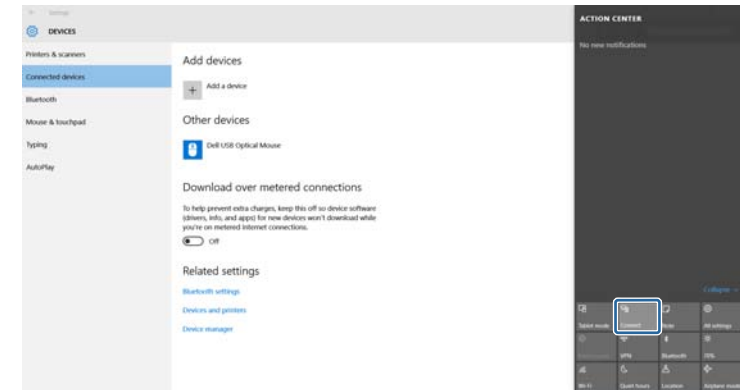 Settings
DEVICES
Printers & scanners
Connected devices
Bluetooth
Mouse & touchpad
Typing
AutoPlay
Add devices
Add a device
Other devices
Dell USB Optical Mouse
Download over metered connections
To help prevent extra charges, keep this off so device software
(drivers, info, and apps) for new devices won't download while
you're on metered Internet connections.
Off
Related settings
Bluetooth settings
Devices and printers
Device manager
ACTION CENTER
No new notifications
Collapse
Tablet mode
Connect
Note
All settings
VPN
Bluetooth
Wi-Fi
Quiet hours
Location
Airplane mode